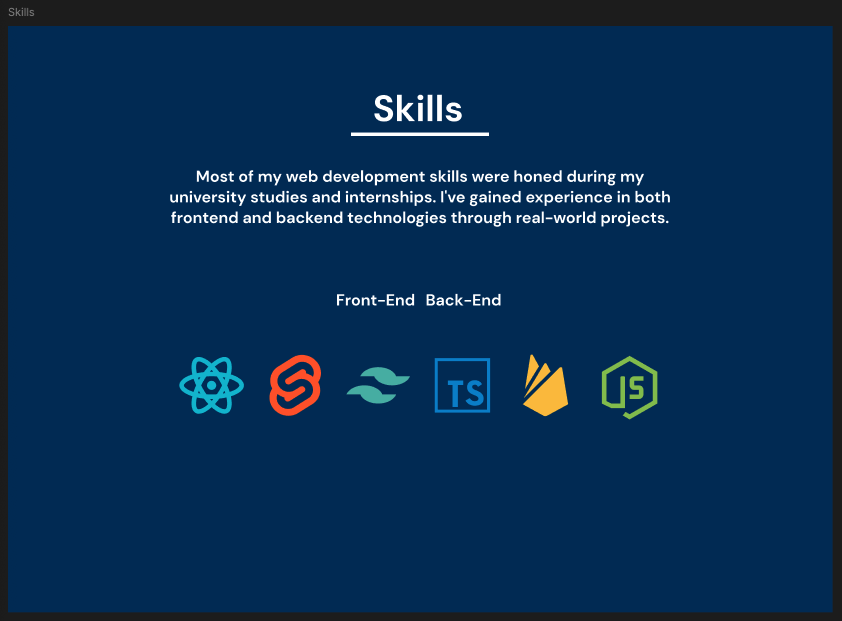 Skills
Skills
Most of my web development skills were honed during my
university studies and internships. I've gained experience in both
frontend and backend technologies through real-world projects.
Front-End Back-End
TS JS